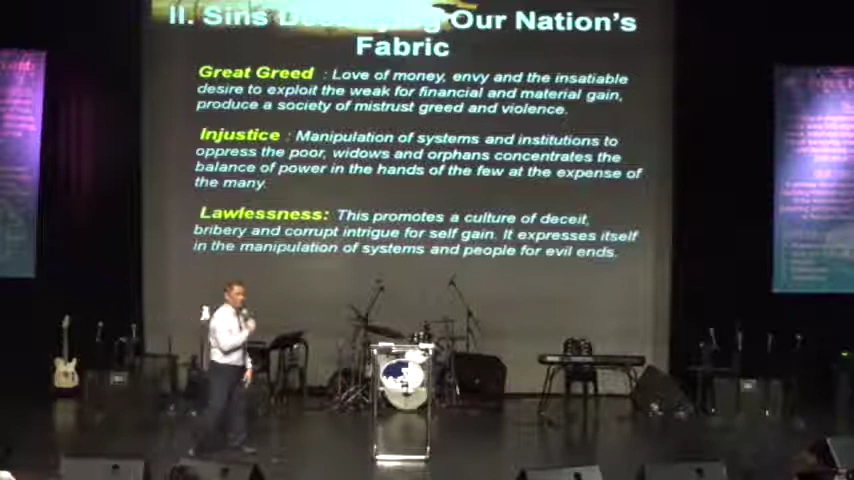 II. Sins Our Nation's
Fabric
Great Greed : Love of money, envy and the insatiable
desire to exploit the weak for financial and material gain,
produce a society of mistrust greed and violence.
Injustice : Manipulation of systems and institutions to
oppress the poor, widows and orphans concentrates the
balance of power in the hands of the few at the expense of
the many.
Lawlessness: This promotes a culture of deceit,
bribery and corrupt intrigue for self gain. It expresses itself
in the manipulation of systems and people for evil ends.